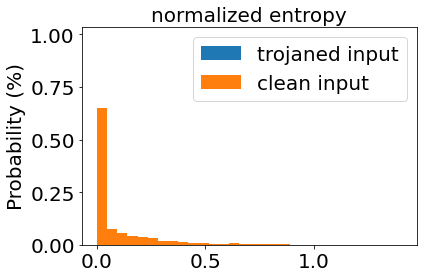 normalized entropy
1.00
0.75
0.50
0.25
0.00
Probability (%)
trojaned input
clean input
0.0 0.5 1.0